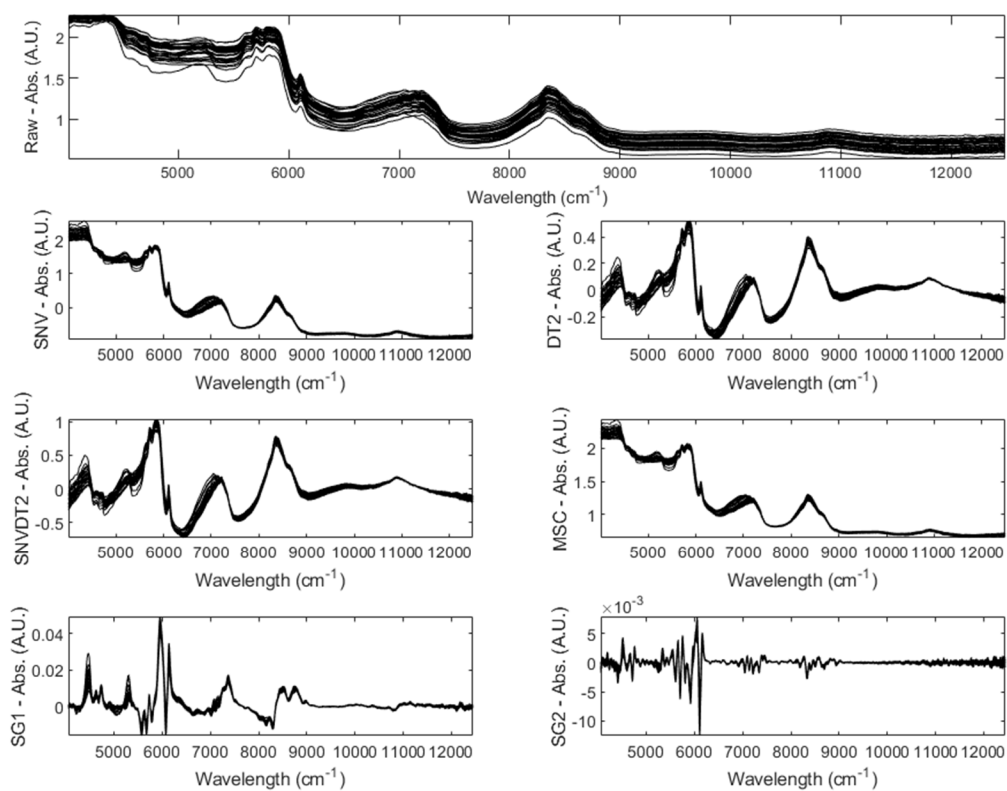 Raw - Abs. (A.U.)
2
1.5
1
5000 6000 7000 8000 9000 10000 11000 12000
Wavelength (cm-1)
SNV - Abs. (A.U.)
2
1
0
5000 6000 7000 8000 9000 10000 11000 12000
Wavelength (cm-1)
DT2 - Abs. (A.U.)
0.4
0.2
0
-0.2
5000 6000 7000 8000 9000 10000 11000 12000
Wavelength (cm-1)
SNVDT2 - Abs. (A.U.)
1
0.5
0
-0.5
5000 6000 7000 8000 9000 10000 11000 12000
Wavelength (cm-1)
MSC - Abs. (A.U.)
2
1.5
1
5000 6000 7000 8000 9000 10000 11000 12000
Wavelength (cm-1)
SG1 - Abs. (A.U.)
0.04
0.02
0
5000 6000 7000 8000 9000 10000 11000 12000
Wavelength (cm-1)
SG2 - Abs. (A.U.)
×10-3
5
0
-5
-10
5000 6000 7000 8000 9000 10000 11000 12000
Wavelength (cm-1)